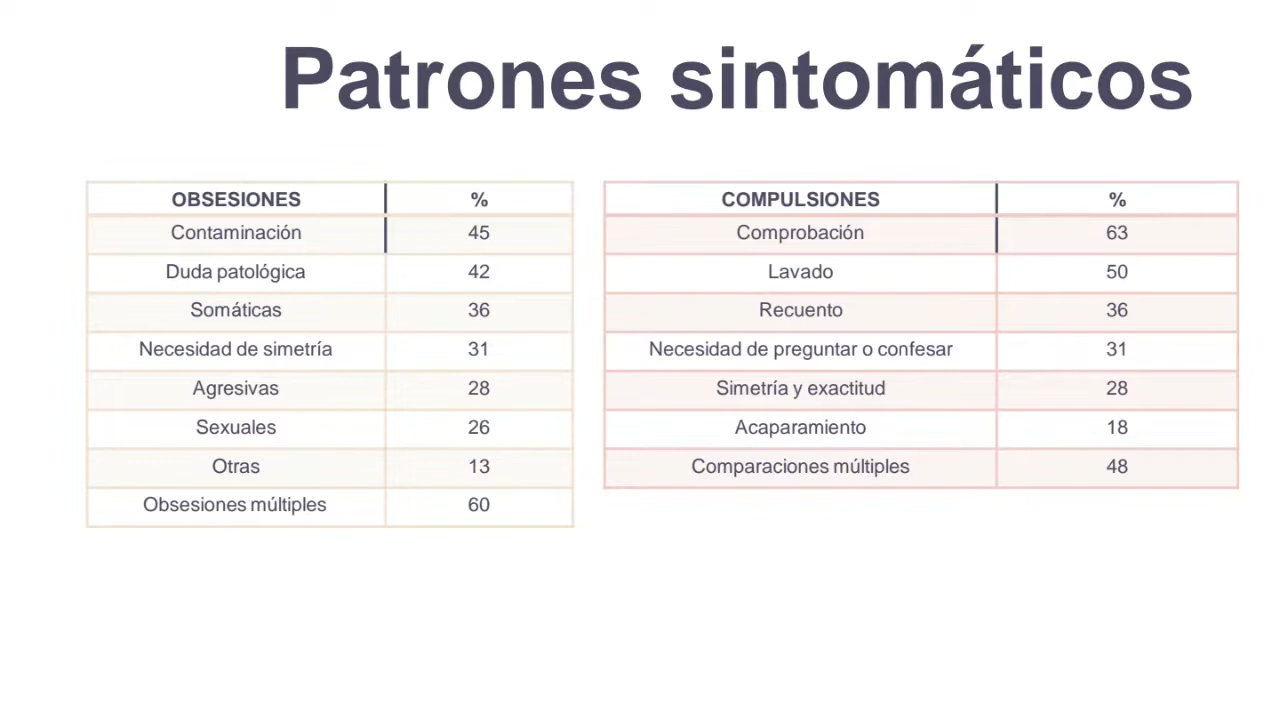 Patrones sintomáticos
OBSESIONES %
Contaminación 45
Duda patológica 42
Somáticas 36
Necesidad de simetría 31
Agresivas 28
Sexuales 26
Otras 13
Obsesiones múltiples 60
COMPULSIONES %
Comprobación 63
Lavado 50
Recuento 36
Necesidad de preguntar o confesar 31
Simetría y exactitud 28
Acaparamiento 18
Comparaciones múltiples 48